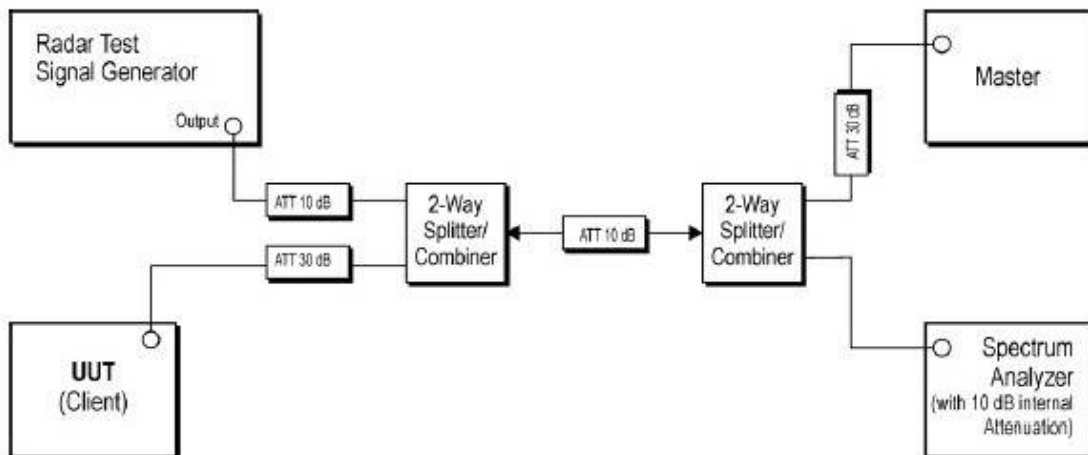 Radar Test
Signal Generator
Output
Master
ATT 30 dB
ATT 10 dB
2-Way
Splitter/
Combiner
ATT 10 dB
2-Way
Splitter/
Combiner
ATT 30 dB
UUT
(Client)
Spectrum
Analyzer
(with 10 dB internal
Attenuation)